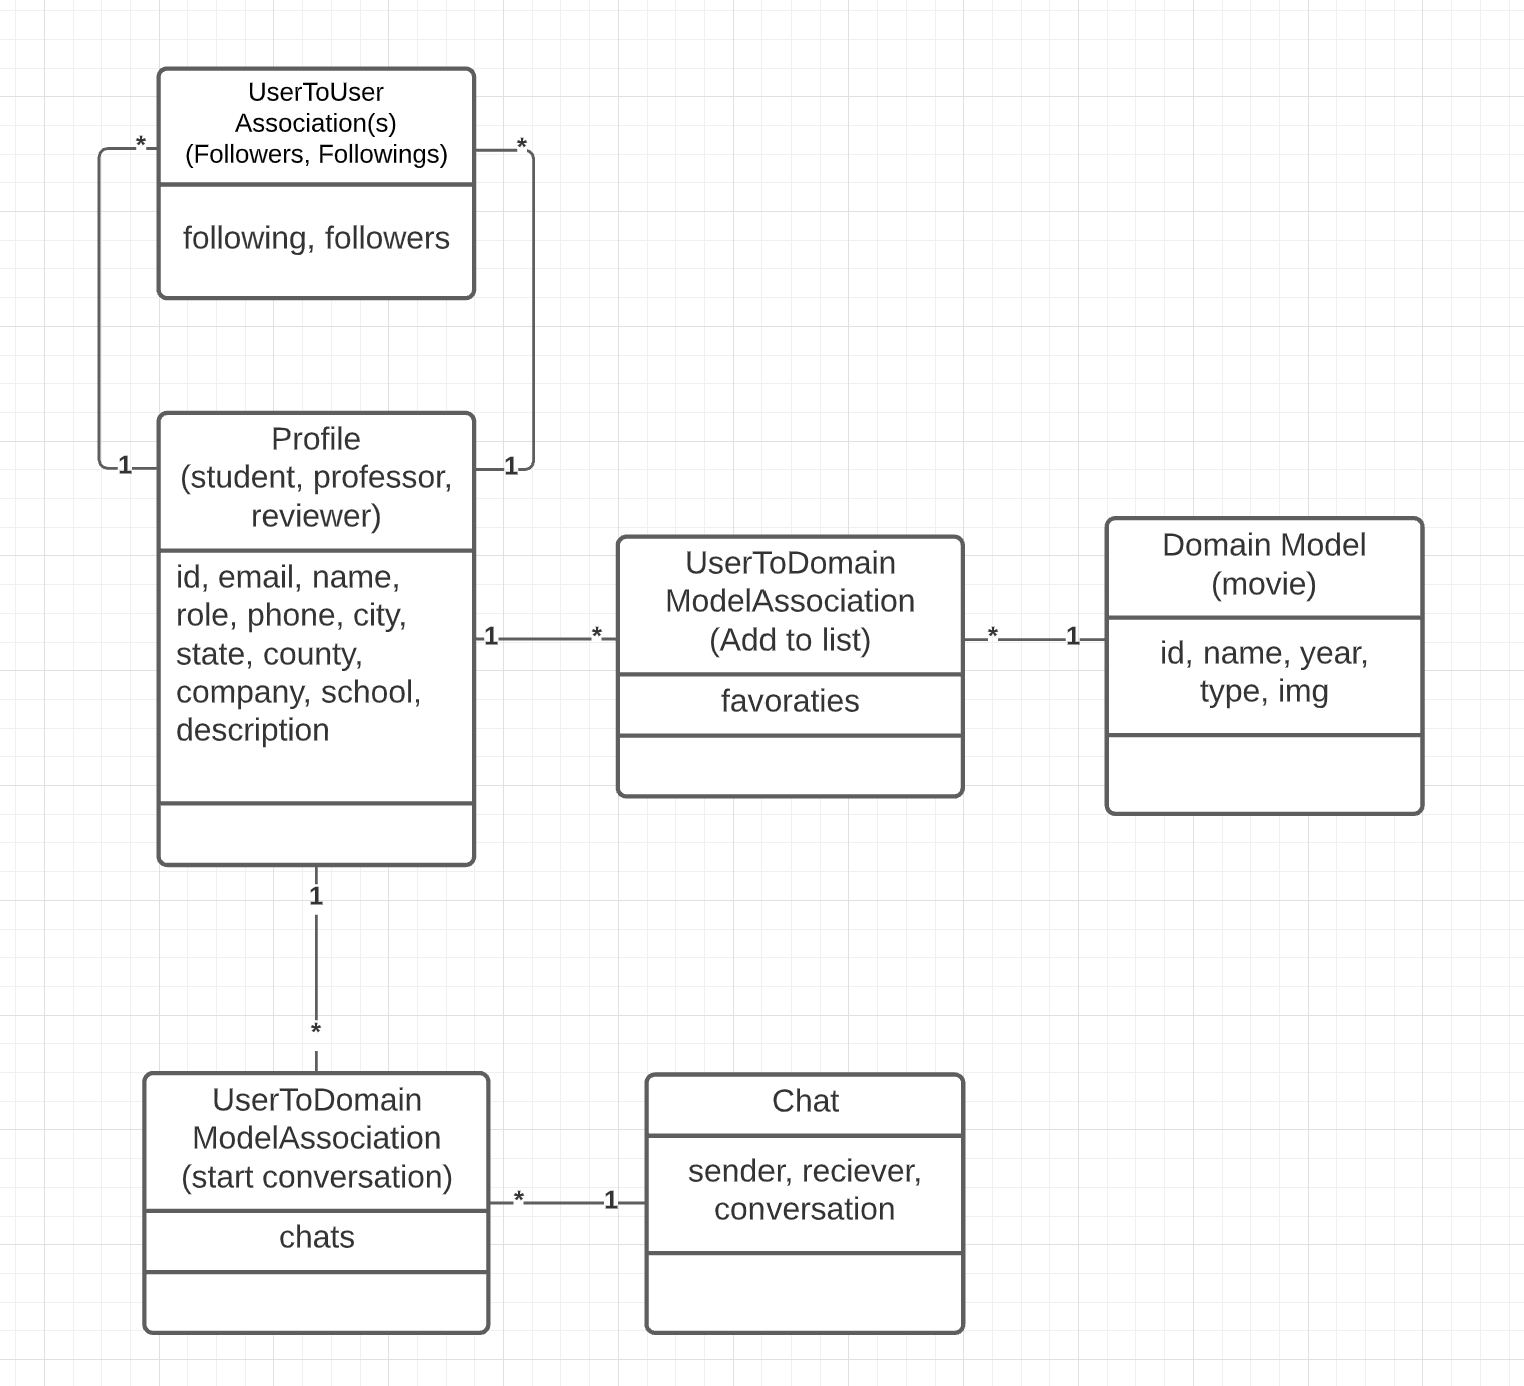 UserToUser
Association(s)
(Followers, Followings)
*
*
following, followers
1
1
Profile
(student, professor,
reviewer)
id, email, name,
role, phone, city,
state, county,
company, school,
description
1
*
UserToDomain
ModelAssociation
(Add to list)
favoraties
*
1
Domain Model
(movie)
id, name, year,
type, img
1
*
UserToDomain
ModelAssociation
(start conversation)
chats
*
1
Chat
sender, reciever,
conversation